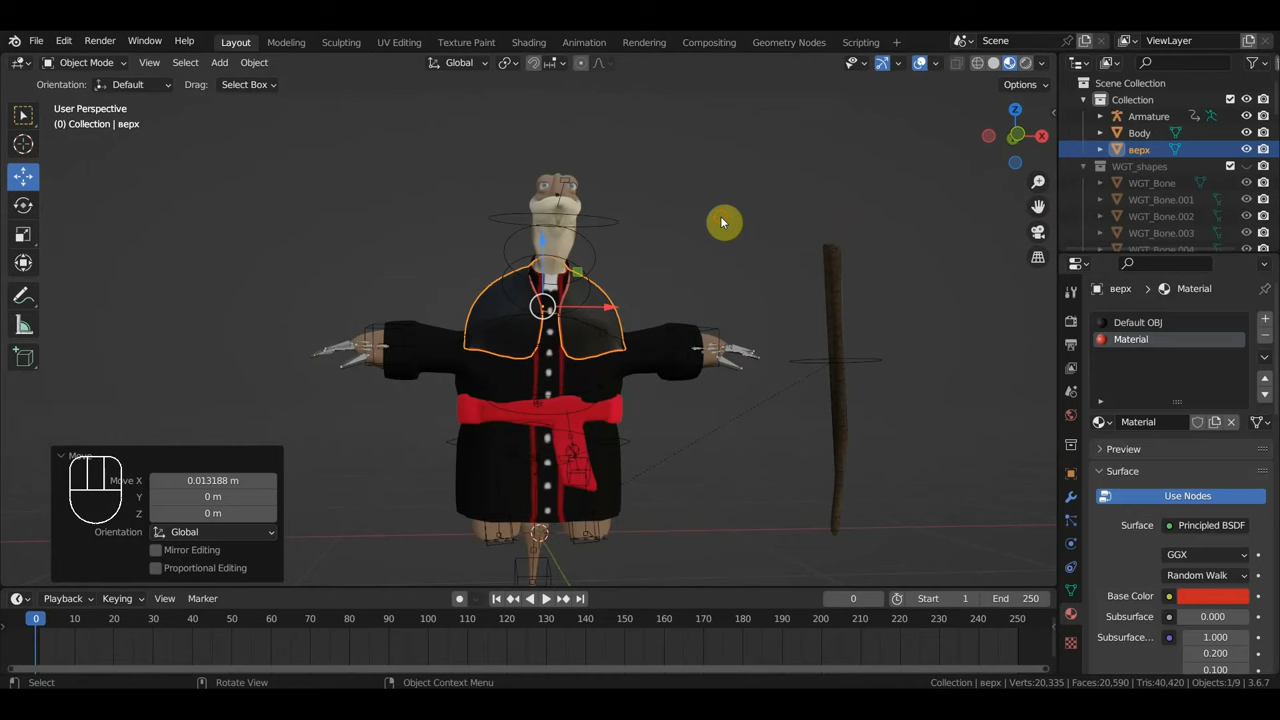 File Edit Render Window Help Layout Modeling Sculpting UV Editing Texture Paint Shading Animation Rendering Compositing Geometry Nodes Scripting + Scene ViewLayer
Object Mode View Select Add Object Global Options
Orientation: Default Drag: Select Box
User Perspective
(0) Collection | верх
Z
X
Scene Collection
Collection
Armature
Body
верх
WGT_shapes
WGT_Bone
WGT_Bone.001
WGT_Bone.002
WGT_Bone.003
WGT_Bone.004
верх > Material
Default OBJ
Material
Material
Preview
Surface
Use Nodes
Surface Principled BSDF
GGX
Random Walk
Base Color
Subsurface 0.000
Subsurface... 1.000
0.200
0.100
Move
Move X 0.013188 m
Y 0 m
Z 0 m
Orientation Global
Mirror Editing
Proportional Editing
Playback Keying View Marker 0 Start 1 End 250
0 10 20 30 40 50 60 70 80 90 100 110 120 130 140 150 160 170 180 190 200 210 220 230 240 250
Select Rotate View Object Context Menu Collection | верх | Verts:20,335 | Faces:20,590 | Tris:40,420 | Objects:1/9 | 3.6.7